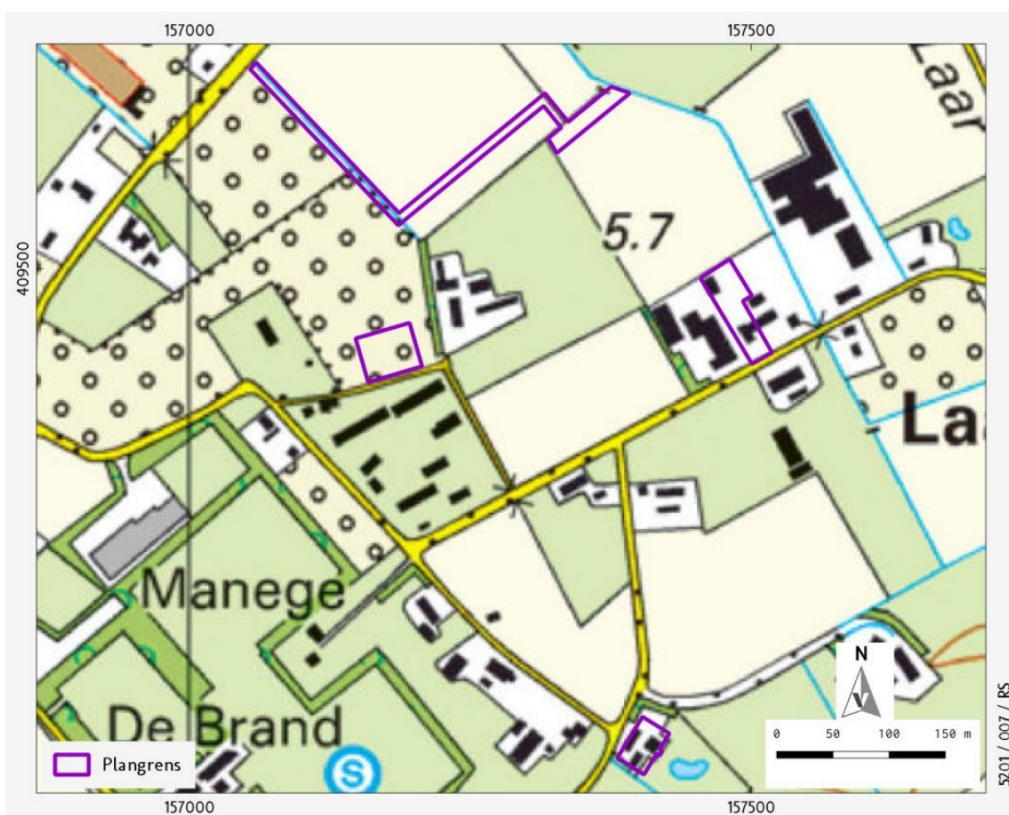 157000
157500
Laar
409500
5.7
La
Manege
De Brand
S
Plangrens
N
0 50 100 150 m
5201 / 007 / RS
157000
157500